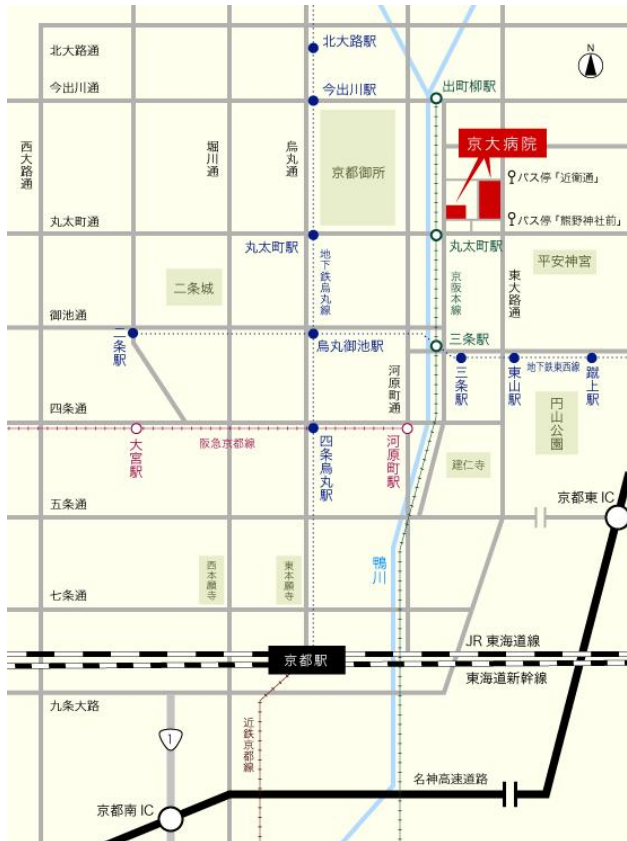 北大路駅
北大路通
N
今出川通
今出川駅
出町柳駅
西大路通
堀川通
烏丸通
京都御所
京大病院
バス停「近衛通」
丸太町通
バス停「熊野神社前」
丸太町駅
丸太町駅
地下鉄烏丸線
京阪本線
東大路通
平安神宮
二条城
御池通
二条駅
烏丸御池駅
三条駅
河原町通
三条駅
東山駅
地下鉄東西線
蹴上駅
四条通
大宮駅
阪急京都線
四条烏丸駅
河原町駅
円山公園
建仁寺
五条通
京都東IC
西本願寺
東本願寺
鴨川
七条通
JR東海道線
京都駅
東海道新幹線
九条大路
1
近鉄京都線
名神高速道路
京都南IC